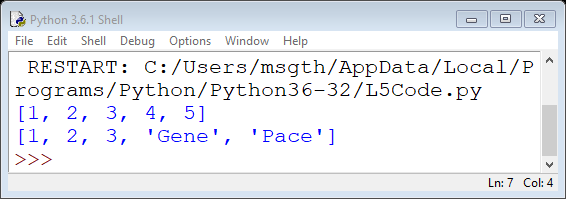 Python 3.6.1 Shell
File Edit Shell Debug Options Window Help
RESTART: C:/Users/msgth/AppData/Local/P
rograms/Python/Python36-32/L5Code.py
[1, 2, 3, 4, 5]
[1, 2, 3, 'Gene', 'Pace']
>>>
Ln: 7 Col: 4